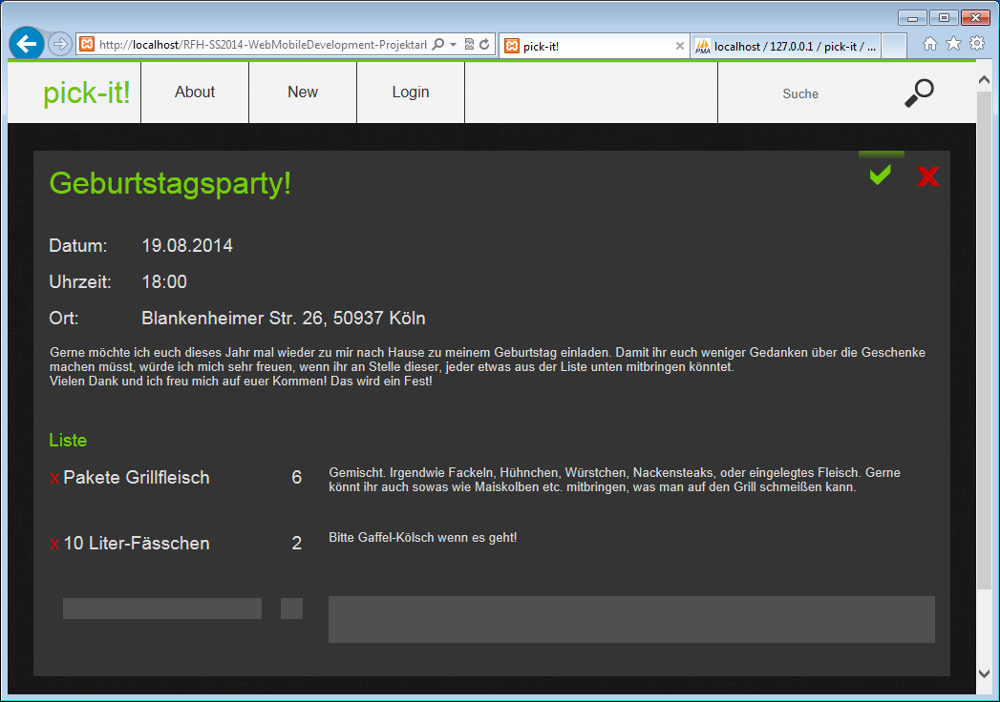 http://localhost/RFH-SS2014-WebMobileDevelopment-Projektarl
pick-it!
localhost / 127.0.0.1 / pick-it / ...
pick-it!
About
New
Login
Suche
Geburtstagsparty!
X
Datum: 19.08.2014
Uhrzeit: 18:00
Ort: Blankenheimer Str. 26, 50937 Köln
Gerne möchte ich euch dieses Jahr mal wieder zu mir nach Hause zu meinem Geburtstag einladen. Damit ihr euch weniger Gedanken über die Geschenke
machen müsst, würde ich mich sehr freuen, wenn ihr an Stelle dieser, jeder etwas aus der Liste unten mitbringen könntet.
Vielen Dank und ich freu mich auf euer Kommen! Das wird ein Fest!
Liste
x Pakete Grillfleisch 6
Gemischt. Irgendwie Fackeln, Hühnchen, Würstchen, Nackensteaks, oder eingelegtes Fleisch. Gerne
könnt ihr auch sowas wie Maiskolben etc. mitbringen, was man auf den Grill schmeißen kann.
x 10 Liter-Fässchen 2
Bitte Gaffel-Kölsch wenn es geht!